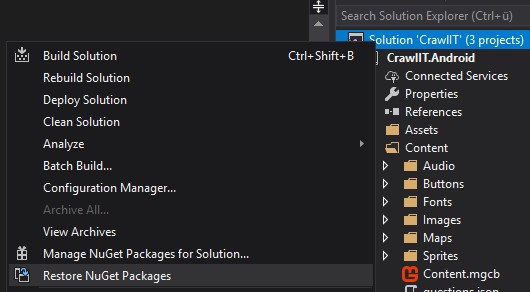 Search Solution Explorer (Ctrl+ü)
Solution 'CrawlIT' (3 projects)
CrawlIT.Android
Connected Services
Properties
References
Assets
Content
Audio
Buttons
Fonts
Images
Maps
Sprites
Content.mgcb
questions.json
Build Solution Ctrl+Shift+B
Rebuild Solution
Deploy Solution
Clean Solution
Analyze
Batch Build...
Configuration Manager...
Archive All...
View Archives
Manage NuGet Packages for Solution...
Restore NuGet Packages